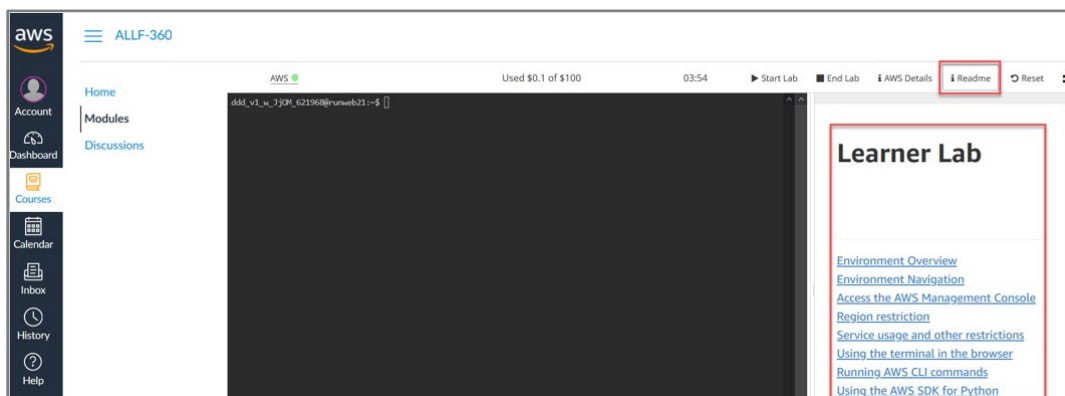 aws
ALLF-360
AWS
Used $0.1 of $100
03:54
Start Lab
End Lab
AWS Details
Readme
Reset
Account
Dashboard
Courses
Calendar
Inbox
History
Help
Home
Modules
Discussions
ddd_v1_w_JjOM_621968@runweb21:~$
Learner Lab
Environment Overview
Environment Navigation
Access the AWS Management Console
Region restriction
Service usage and other restrictions
Using the terminal in the browser
Running AWS CLI commands
Using the AWS SDK for Python